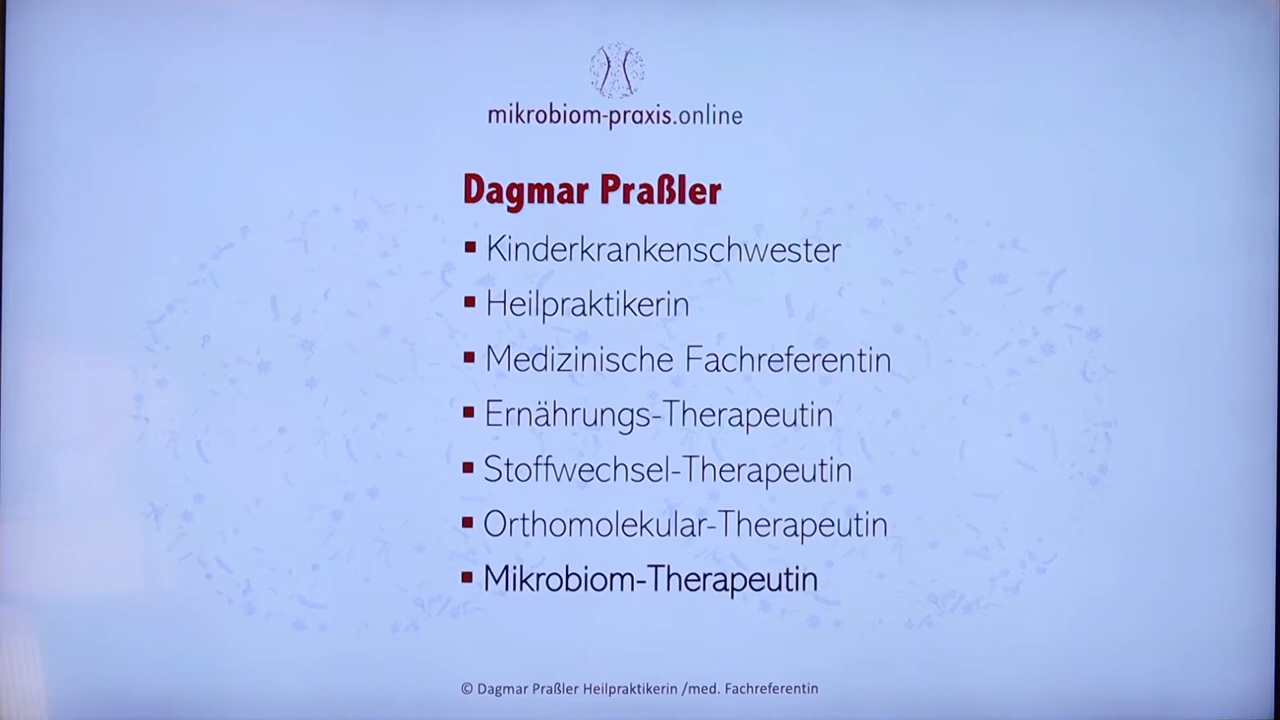 mikrobiom-praxis.online
Dagmar Praßler
▪ Kinderkrankenschwester
▪ Heilpraktikerin
▪ Medizinische Fachreferentin
▪ Ernährungs-Therapeutin
▪ Stoffwechsel-Therapeutin
▪ Orthomolekular-Therapeutin
▪ Mikrobiom-Therapeutin
© Dagmar Praßler Heilpraktikerin /med. Fachreferentin